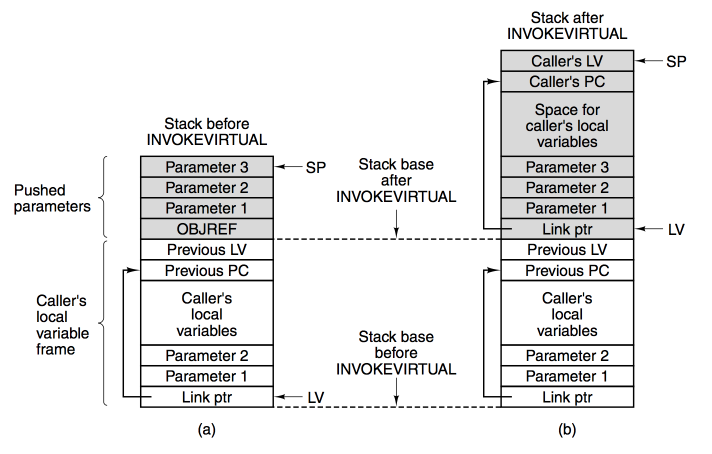 Stack after
INVOKEVIRTUAL
Caller's LV
SP
Caller's PC
Space for
caller's local
variables
Parameter 3
Parameter 2
Parameter 1
Link ptr
LV
Previous LV
Previous PC
Caller's
local
variables
Parameter 2
Parameter 1
Link ptr
(b)
Stack before
INVOKEVIRTUAL
Parameter 3
SP
Parameter 2
Parameter 1
OBJREF
Previous LV
Previous PC
Caller's
local
variables
Parameter 2
Parameter 1
Link ptr
LV
(a)
Pushed
parameters
Caller's
local
variable
frame
Stack base
after
INVOKEVIRTUAL
Stack base
before
INVOKEVIRTUAL